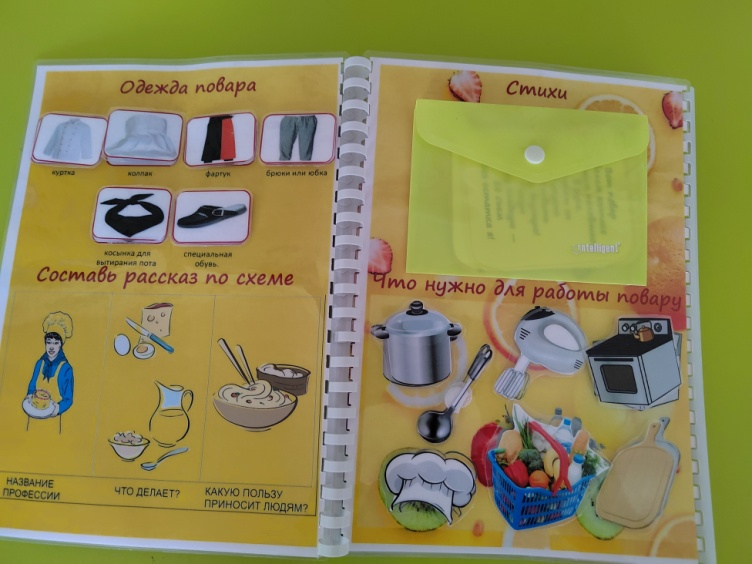 Одежда повара
куртка
колпак
фартук
брюки или юбка
косынка для
вытирания пота
специальная
обувь.
Составь рассказ по схеме
НАЗВАНИЕ
ПРОФЕССИИ
ЧТО ДЕЛАЕТ?
КАКУЮ ПОЛЬЗУ
ПРИНОСИТ ЛЮДЯМ?
Стихи
intelligent
Что нужно для работы повару